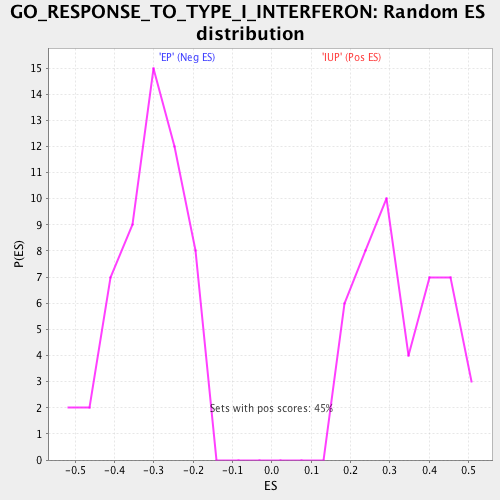 GO_RESPONSE_TO_TYPE_I_INTERFERON: Random ES
distribution
'EP' (Neg ES) 'IUP' (Pos ES)
15
14
13
12
11
10
9
8
7
6
5
4
3
2
1
0
P(ES)
Sets with pos scores: 45%
-0.5 -0.4 -0.3 -0.2 -0.1 0.0 0.1 0.2 0.3 0.4 0.5
ES